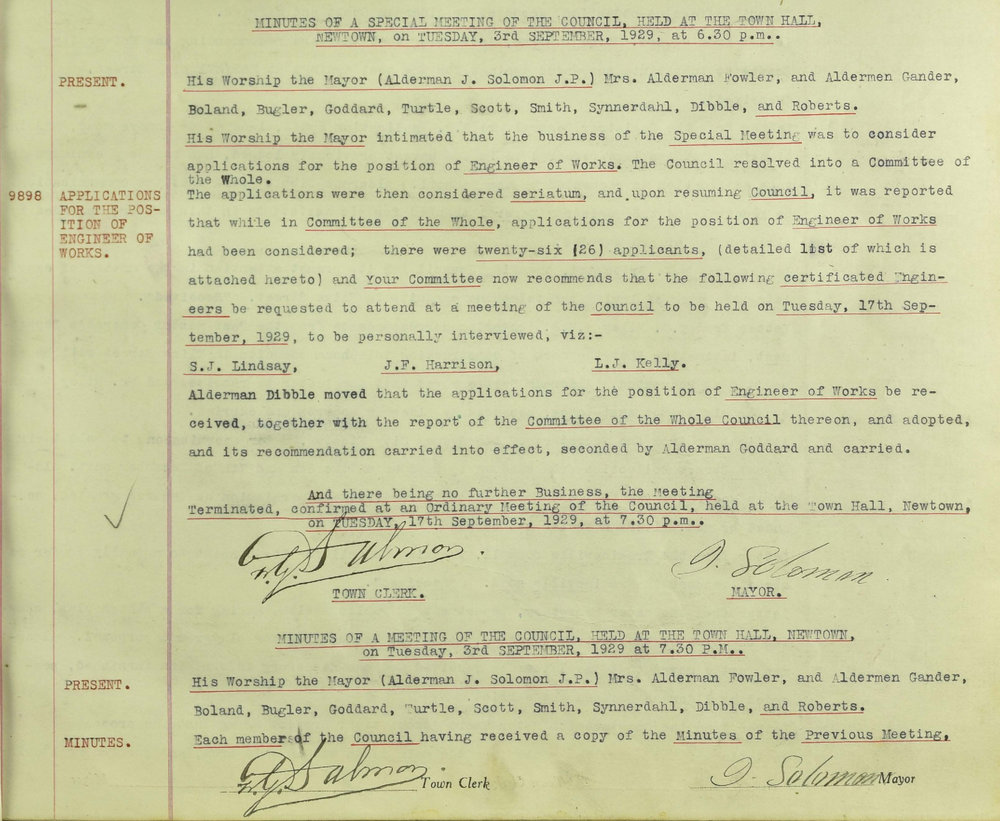 MINUTES OF A SPECIAL MEETING OF THE COUNCIL, HELD AT THE TOWN HALL,
NEWTOWN, on TUESDAY, 3rd SEPTEMBER, 1929, at 6.30 p.m..
PRESENT.
His Worship the Mayor (Alderman J. Solomon J.P.) Mrs. Alderman Fowler, and Aldermen Gander,
Boland, Bugler, Goddard, Turtle, Scott, Smith, Synnerdahl, Dibble, and Roberts.
His Worship the Mayor intimated that the business of the Special Meeting was to consider
applications for the position of Engineer of Works. The Council resolved into a Committee of
the Whole.
9898 APPLICATIONS
FOR THE POS-
ITION OF
ENGINEER OF
WORKS.
The applications were then considered seriatum, and upon resuming Council, it was reported
that while in Committee of the Whole, applications for the position of Engineer of Works
had been considered; there were twenty-six (26) applicants, (detailed list of which is
attached hereto) and Your Committee now recommends that the following certificated Engin-
eers be requested to attend at a meeting of the Council to be held on Tuesday, 17th Sep-
tember, 1929, to be personally interviewed, viz:-
S.J. Lindsay, J.F. Harrison, L.J. Kelly.
Alderman Dibble moved that the applications for the position of Engineer of Works be re-
ceived, together with the report of the Committee of the Whole Council thereon, and adopted,
and its recommendation carried into effect, seconded by Alderman Goddard and carried.
And there being no further Business, the Meeting
Terminated, confirmed at an Ordinary Meeting of the Council, held at the Town Hall, Newtown,
on TUESDAY, 17th September, 1929, at 7.30 p.m..
Salmon. J. Solomon
TOWN CLERK. MAYOR.
MINUTES OF A MEETING OF THE COUNCIL, HELD AT THE TOWN HALL, NEWTOWN,
on Tuesday, 3rd SEPTEMBER, 1929 at 7.30 P.M..
PRESENT.
His Worship the Mayor (Alderman J. Solomon J.P.) Mrs. Alderman Fowler, and Aldermen Gander,
Boland, Bugler, Goddard, Turtle, Scott, Smith, Synnerdahl, Dibble, and Roberts.
MINUTES.
Each member of the Council having received a copy of the Minutes of the Previous Meeting,
Salmon. Town Clerk J. Solomon Mayor